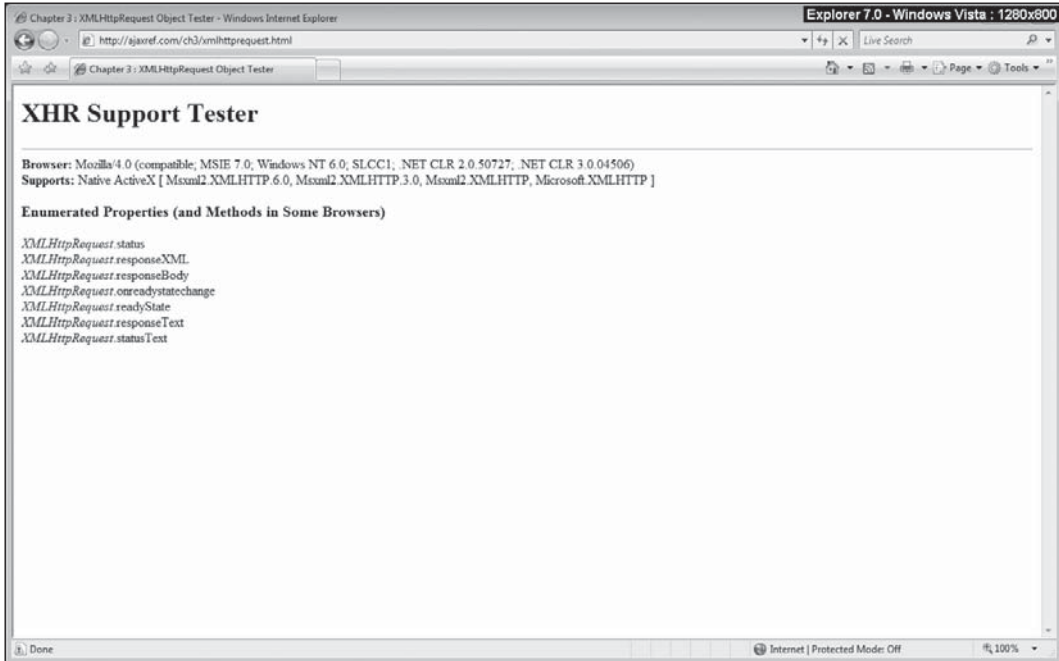 Chapter 3 : XMLHttpRequest Object Tester - Windows Internet Explorer
Explorer 7.0 - Windows Vista : 1280x800
http://ajaxref.com/ch3/xmlhttprequest.html
Live Search
Chapter 3 : XMLHttpRequest Object Tester
Page
Tools
XHR Support Tester
Browser: Mozilla/4.0 (compatible; MSIE 7.0; Windows NT 6.0; SLCC1; .NET CLR 2.0.50727; .NET CLR 3.0.04506)
Supports: Native ActiveX [ Msxml2.XMLHTTP.6.0, Msxml2.XMLHTTP.3.0, Msxml2.XMLHTTP, Microsoft.XMLHTTP ]
Enumerated Properties (and Methods in Some Browsers)
XMLHttpRequest.status
XMLHttpRequest.responseXML
XMLHttpRequest.responseBody
XMLHttpRequest.onreadystatechange
XMLHttpRequest.readyState
XMLHttpRequest.responseText
XMLHttpRequest.statusText
Done
Internet | Protected Mode: Off
100%